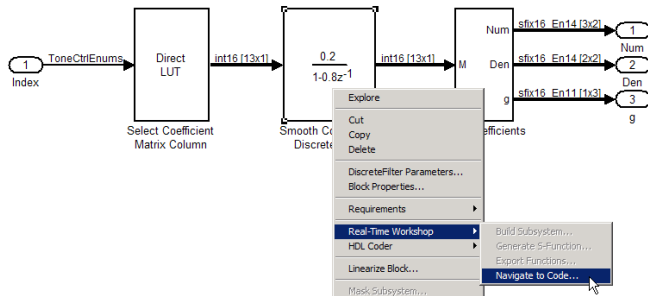 Num
sfix16_En14 [3x2]
1
Num
ToneCtrlEnums
Direct
LUT
int16 [13x1]
0.2
1-0.8z-1
int16 [13x1]
M
Den
sfix16_En14 [2x2]
2
Den
1
Index
g
sfix16_En11 [1x3]
3
g
Select Coefficient
Matrix Column
Smooth Co
Discrete
efficients
Explore
Cut
Copy
Delete
DiscreteFilter Parameters...
Block Properties...
Requirements
Real-Time Workshop
HDL Coder
Linearize Block...
Mask Subsystem...
Build Subsystem...
Generate S-Function...
Export Functions...
Navigate to Code...